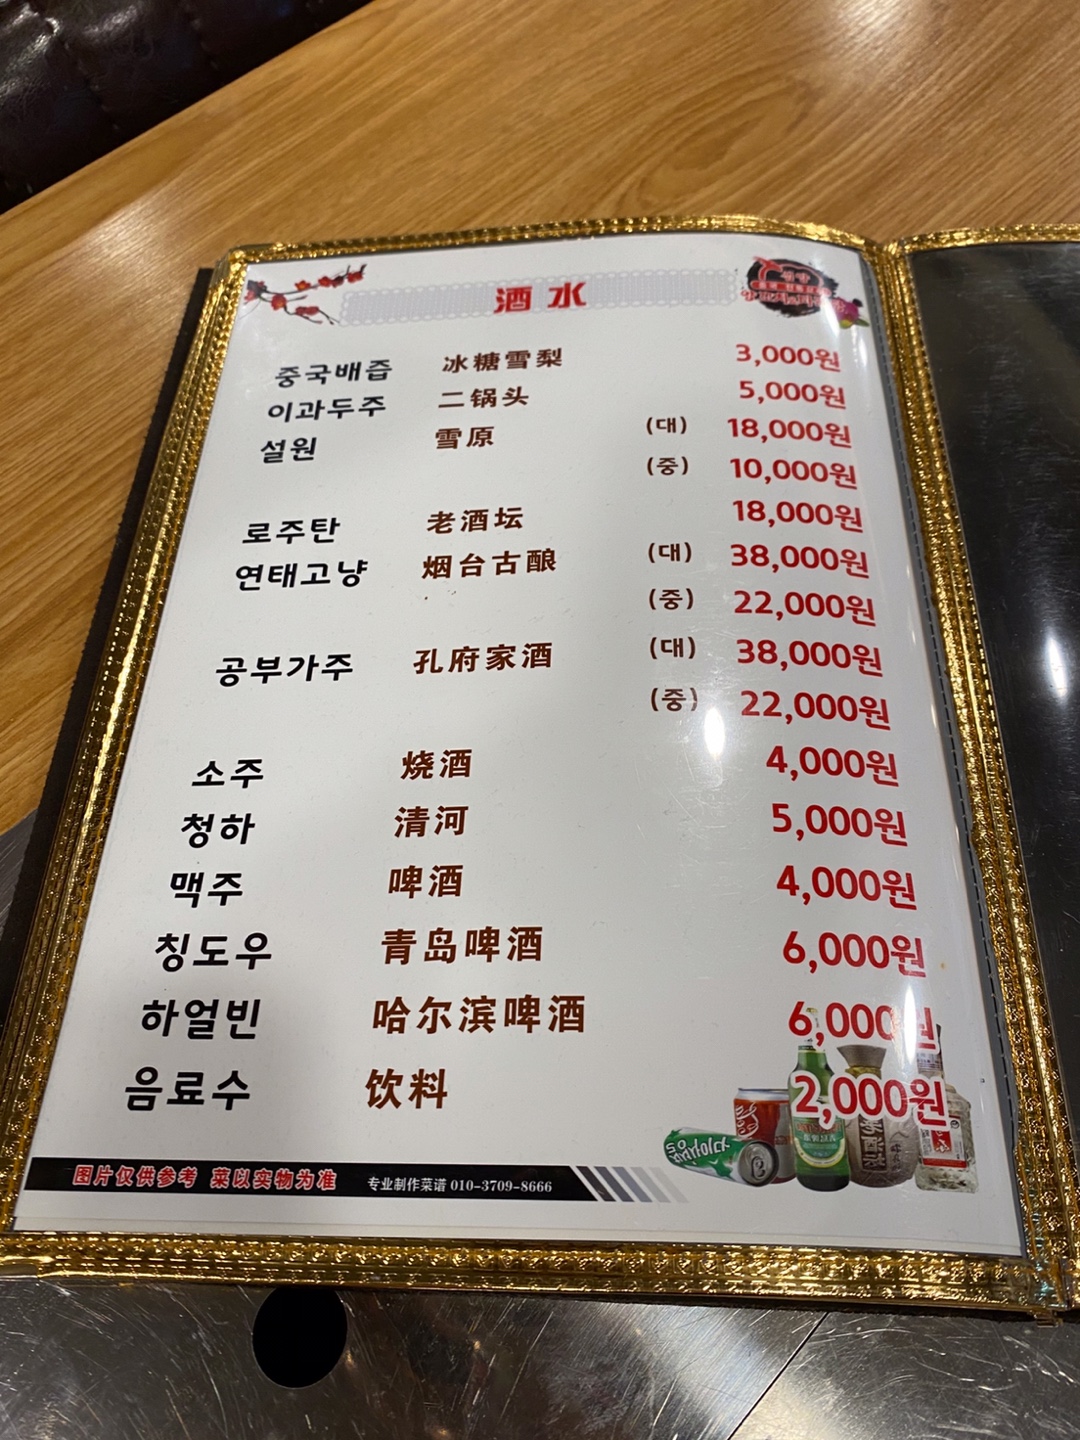 酒水
중국배즙 冰糖雪梨 3,000원
이과두주 二锅头 5,000원
설원 雪原 (대) 18,000원
(중) 10,000원
로주탄 老酒坛 18,000원
연태고냥 烟台古酿 (대) 38,000원
(중) 22,000원
공부가주 孔府家酒 (대) 38,000원
(중) 22,000원
소주 烧酒 4,000원
청하 清河 5,000원
맥주 啤酒 4,000원
칭도우 青岛啤酒 6,000원
하얼빈 哈尔滨啤酒 6,000원
음료수 饮料 2,000원
图片仅供参考 菜以实物为准 专业制作菜谱 010-3709-8666